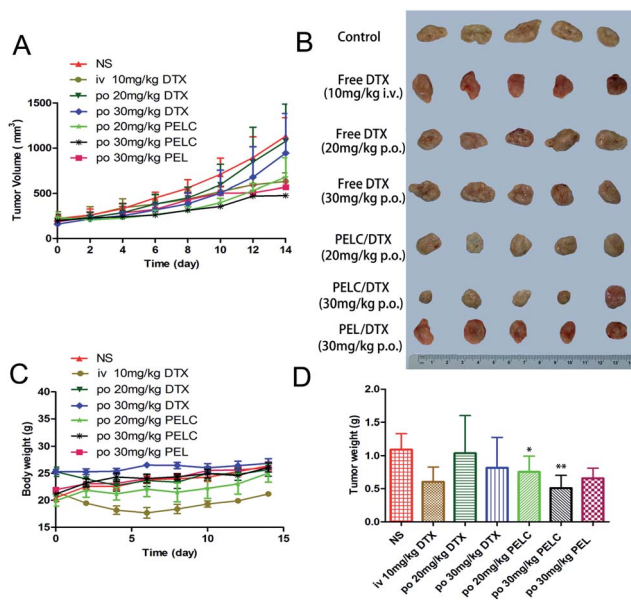 A
NS
iv 10mg/kg DTX
po 20mg/kg DTX
po 30mg/kg DTX
po 20mg/kg PELC
po 30mg/kg PELC
po 30mg/kg PEL
1500
1000
500
0
Tumor Volume (mm³)
0 2 4 6 8 10 12 14
Time (day)
B
Control
Free DTX
(10mg/kg i.v.)
Free DTX
(20mg/kg p.o.)
Free DTX
(30mg/kg p.o.)
PELC/DTX
(20mg/kg p.o.)
PELC/DTX
(30mg/kg p.o.)
PEL/DTX
(30mg/kg p.o.)
C
NS
iv 10mg/kg DTX
po 20mg/kg DTX
po 30mg/kg DTX
po 20mg/kg PELC
po 30mg/kg PELC
po 30mg/kg PEL
40
35
30
25
20
15
Body weight (g)
0 5 10 15
Time (day)
D
2.0
1.5
1.0
0.5
0.0
Tumor weight (g)
*
**
NS
iv 10mg/kg DTX
po 20mg/kg DTX
po 30mg/kg DTX
po 20mg/kg PELC
po 30mg/kg PELC
po 30mg/kg PEL